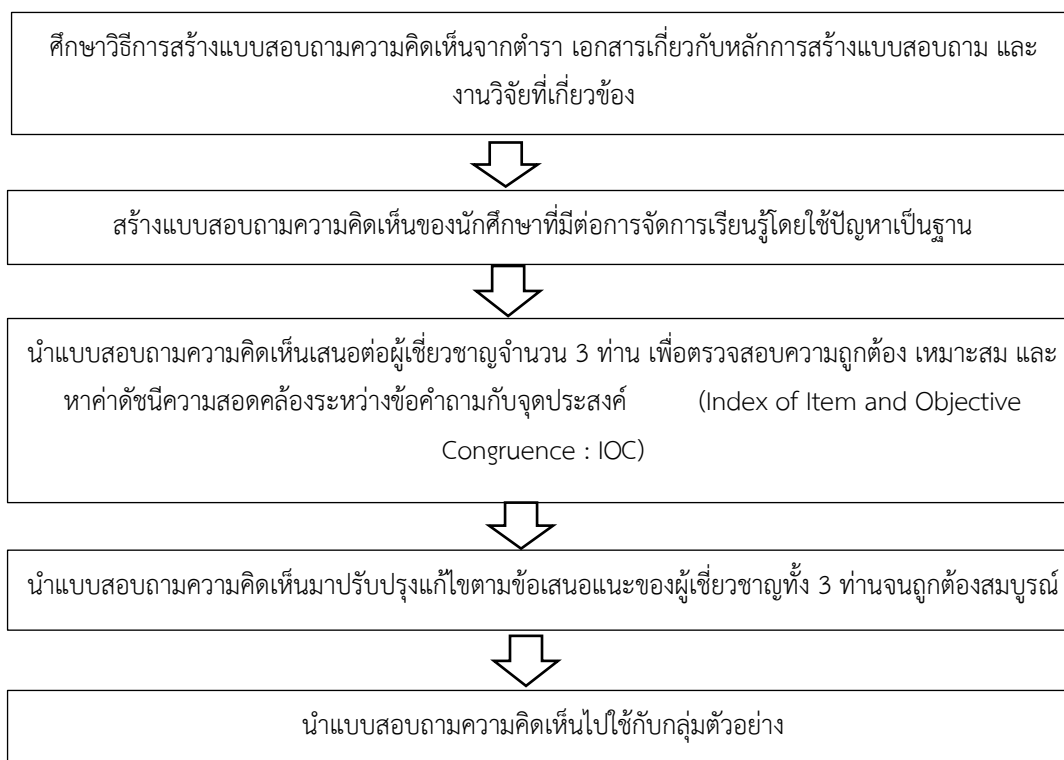 ศึกษาวิธีการสร้างแบบสอบถามความคิดเห็นจากตำรา เอกสารเกี่ยวกับหลักการสร้างแบบสอบถาม และ
งานวิจัยที่เกี่ยวข้อง
สร้างแบบสอบถามความคิดเห็นของนักศึกษาที่มีต่อการจัดการเรียนรู้โดยใช้ปัญหาเป็นฐาน
นำแบบสอบถามความคิดเห็นเสนอต่อผู้เชี่ยวชาญจำนวน 3 ท่าน เพื่อตรวจสอบความถูกต้อง เหมาะสม และ
หาค่าดัชนีความสอดคล้องระหว่างข้อคำถามกับจุดประสงค์ (Index of Item and Objective
Congruence : IOC)
นำแบบสอบถามความคิดเห็นมาปรับปรุงแก้ไขตามข้อเสนอแนะของผู้เชี่ยวชาญทั้ง 3 ท่านจนถูกต้องสมบูรณ์
นำแบบสอบถามความคิดเห็นไปใช้กับกลุ่มตัวอย่าง